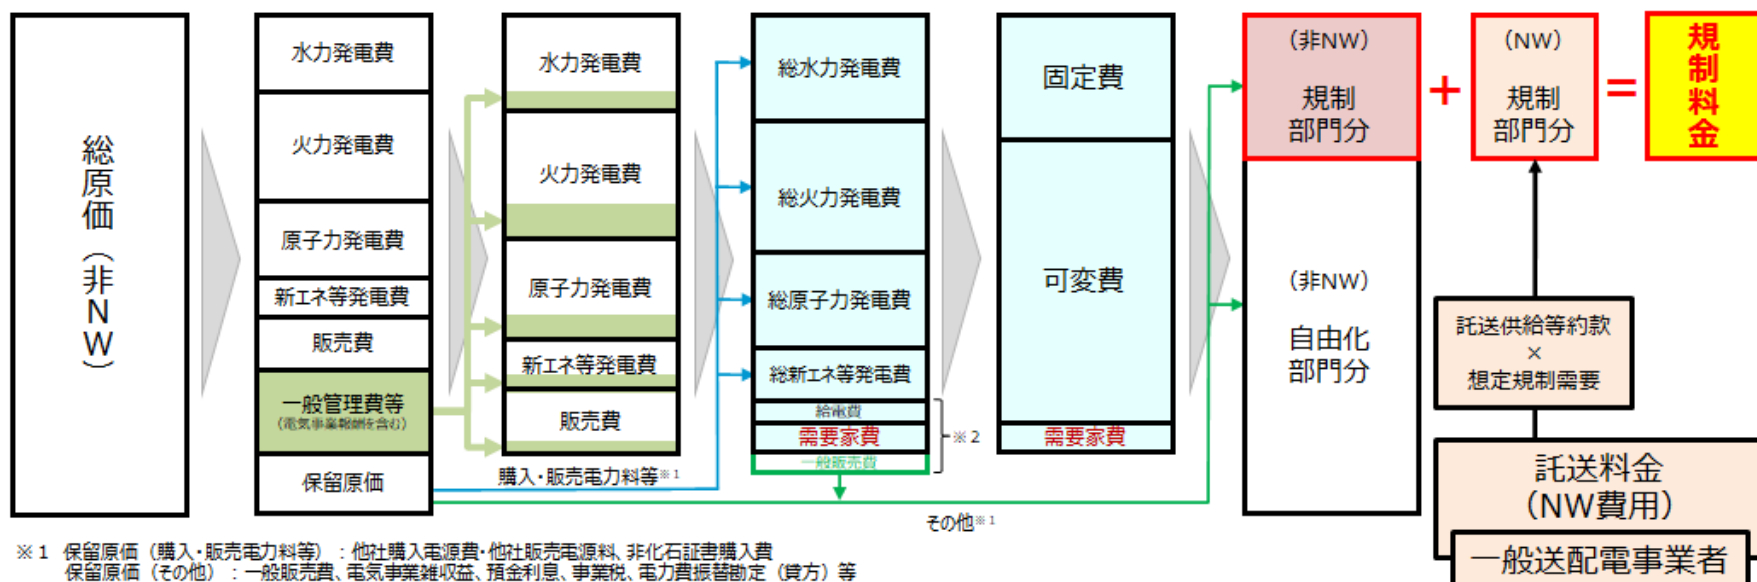 総原価（非NW）
水力発電費
火力発電費
原子力発電費
新エネ等発電費
販売費
一般管理費等
（電気事業報酬を含む）
保留原価
水力発電費
火力発電費
原子力発電費
新エネ等発電費
販売費
購入・販売電力料等※1
総水力発電費
総火力発電費
総原子力発電費
総新エネ等発電費
給電費
需要家費
一般販売費
※2
その他※1
固定費
可変費
需要家費
（非NW）
規制
部門分
（非NW）
自由化
部門分
＋
（NW）
規制
部門分
＝
規制料金
託送供給等約款
×
想定規制需要
託送料金
（NW費用）
一般送配電事業者
※1 保留原価（購入・販売電力料等）：他社購入電源費・他社販売電源料、非化石証書購入費
保留原価（その他）：一般販売費、電気事業雑収益、預金利息、事業税、電力費振替勘定（貸方）等